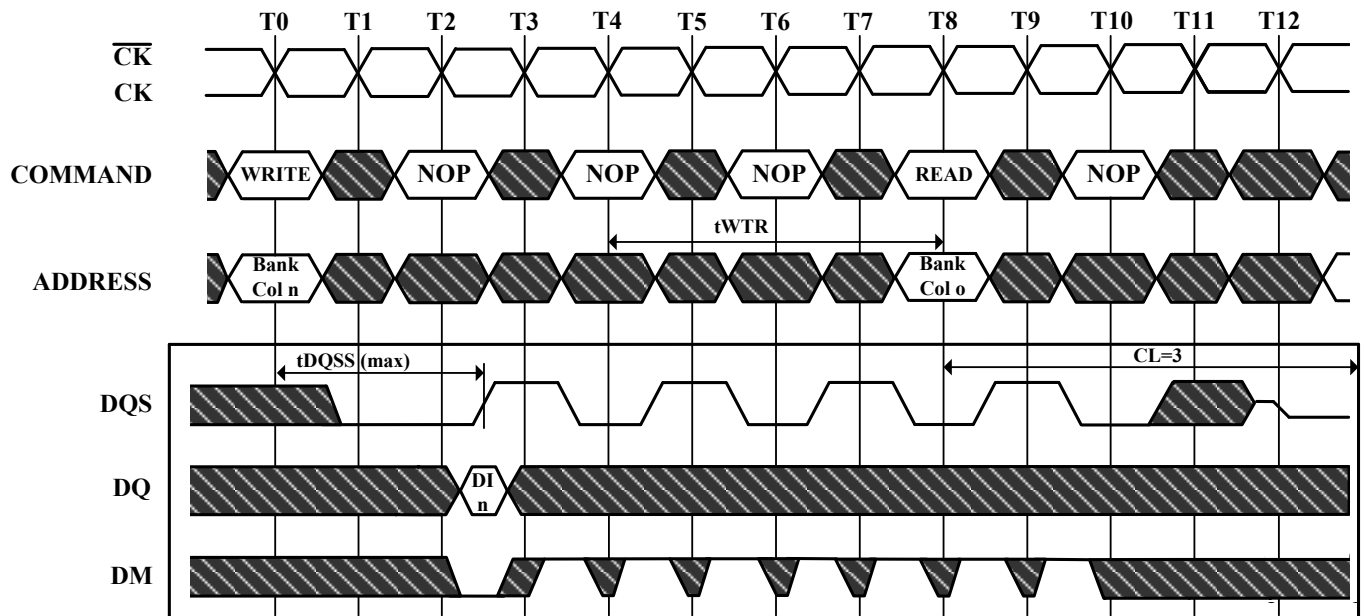 T0 T1 T2 T3 T4 T5 T6 T7 T8 T9 T10 T11 T12
CK
CK
COMMAND WRITE NOP NOP NOP READ NOP
tWTR
ADDRESS Bank Col n Bank Col o
tDQSS (max) CL=3
DQS
DQ DI n
DM